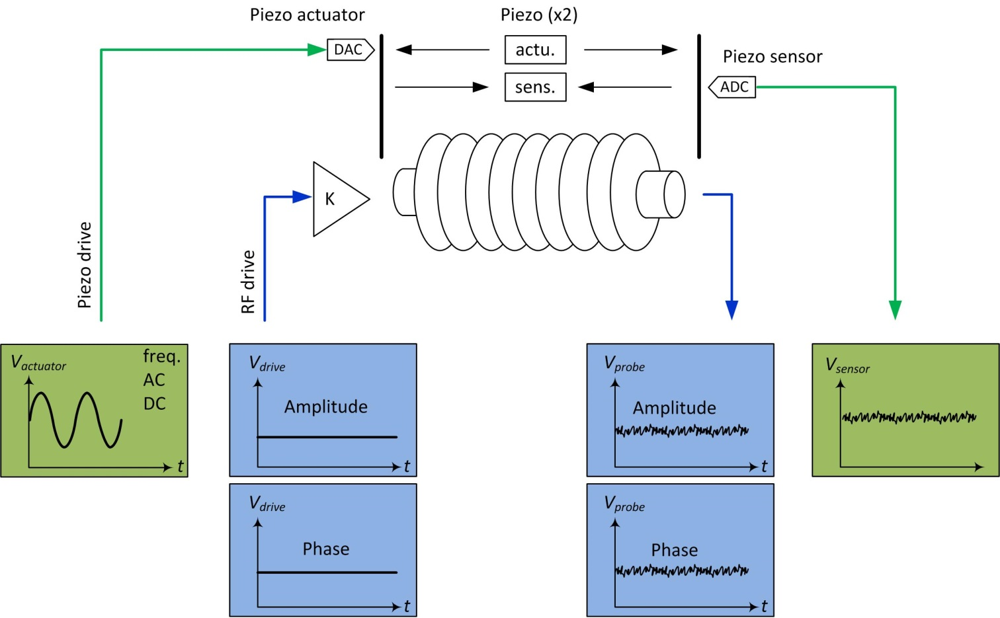 Piezo actuator
Piezo (x2)
DAC
actu.
Piezo sensor
sens.
ADC
K
Piezo drive
RF drive
Vactuator
freq.
AC
DC
t
Vdrive
Amplitude
t
Vprobe
Amplitude
t
Vsensor
Vdrive
Phase
t
Vprobe
Phase
t